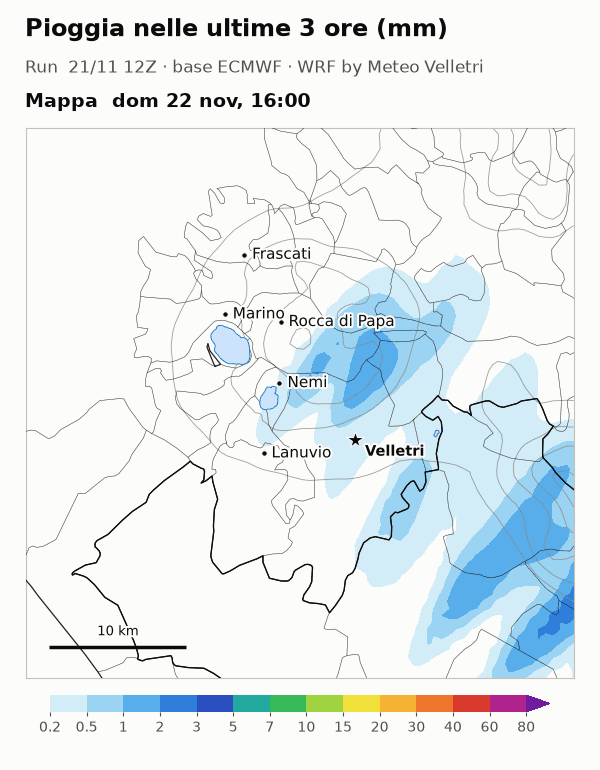 Pioggia nelle ultime 3 ore (mm)
Run  21/11 12Z · base ECMWF · WRF by Meteo Velletri
Mappa  dom 22 nov, 16:00
Frascati
Marino
Rocca di Papa
Nemi
Velletri
Lanuvio
10 km
0.2 0.5 1 2 3 5 7 10 15 20 30 40 60 80